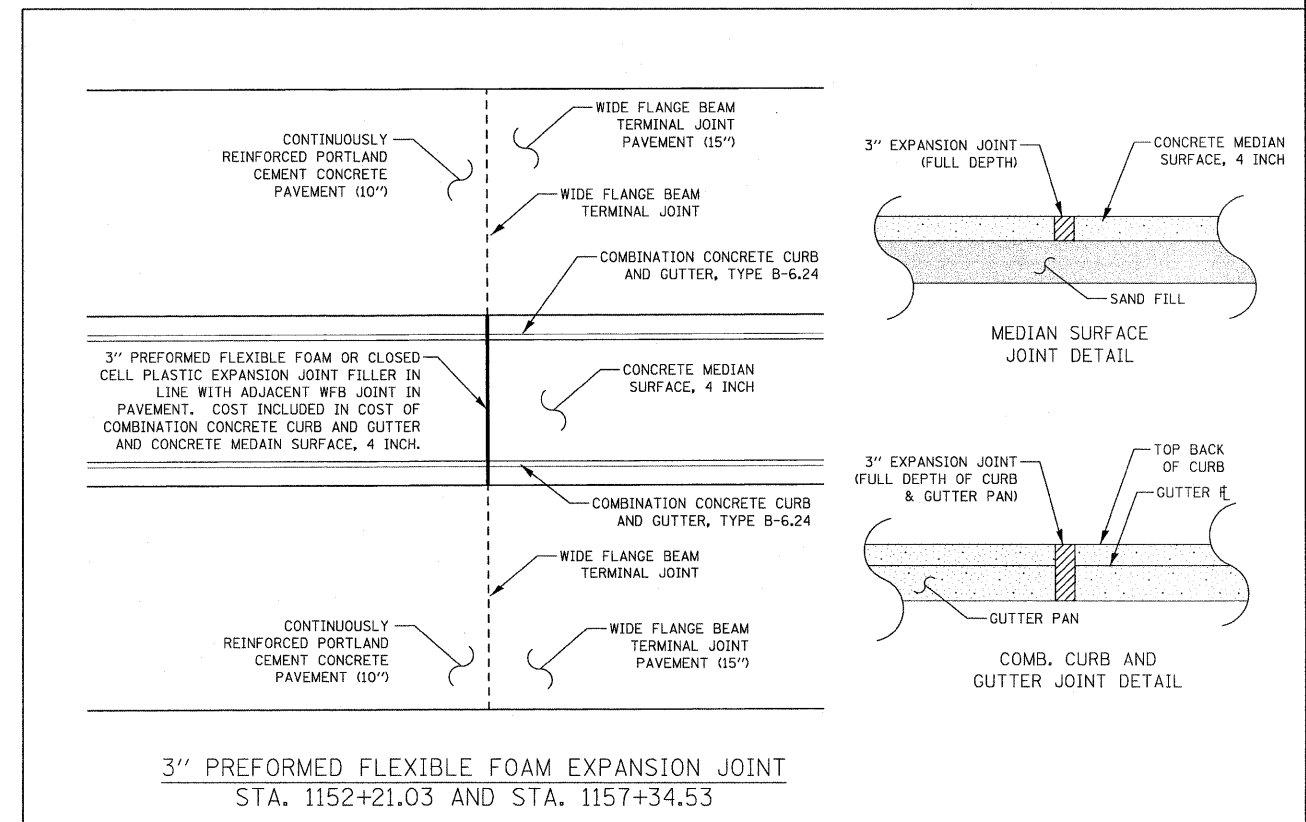 CONTINUOUSLY
REINFORCED PORTLAND
CEMENT CONCRETE
PAVEMENT (10")
WIDE FLANGE BEAM
TERMINAL JOINT
PAVEMENT (15")
WIDE FLANGE BEAM
TERMINAL JOINT
COMBINATION CONCRETE CURB
AND GUTTER, TYPE B-6.24
3" PREFORMED FLEXIBLE FOAM OR CLOSED
CELL PLASTIC EXPANSION JOINT FILLER IN
LINE WITH ADJACENT WFB JOINT IN
PAVEMENT. COST INCLUDED IN COST OF
COMBINATION CONCRETE CURB AND GUTTER
AND CONCRETE MEDAIN SURFACE, 4 INCH.
CONCRETE MEDIAN
SURFACE, 4 INCH
COMBINATION CONCRETE CURB
AND GUTTER, TYPE B-6.24
WIDE FLANGE BEAM
TERMINAL JOINT
CONTINUOUSLY
REINFORCED PORTLAND
CEMENT CONCRETE
PAVEMENT (10")
WIDE FLANGE BEAM
TERMINAL JOINT
PAVEMENT (15")
3" PREFORMED FLEXIBLE FOAM EXPANSION JOINT
STA. 1152+21.03 AND STA. 1157+34.53
3" EXPANSION JOINT
(FULL DEPTH)
CONCRETE MEDIAN
SURFACE, 4 INCH
SAND FILL
MEDIAN SURFACE
JOINT DETAIL
3" EXPANSION JOINT
(FULL DEPTH OF CURB
& GUTTER PAN)
TOP BACK
OF CURB
GUTTER
GUTTER PAN
COMB. CURB AND
GUTTER JOINT DETAIL